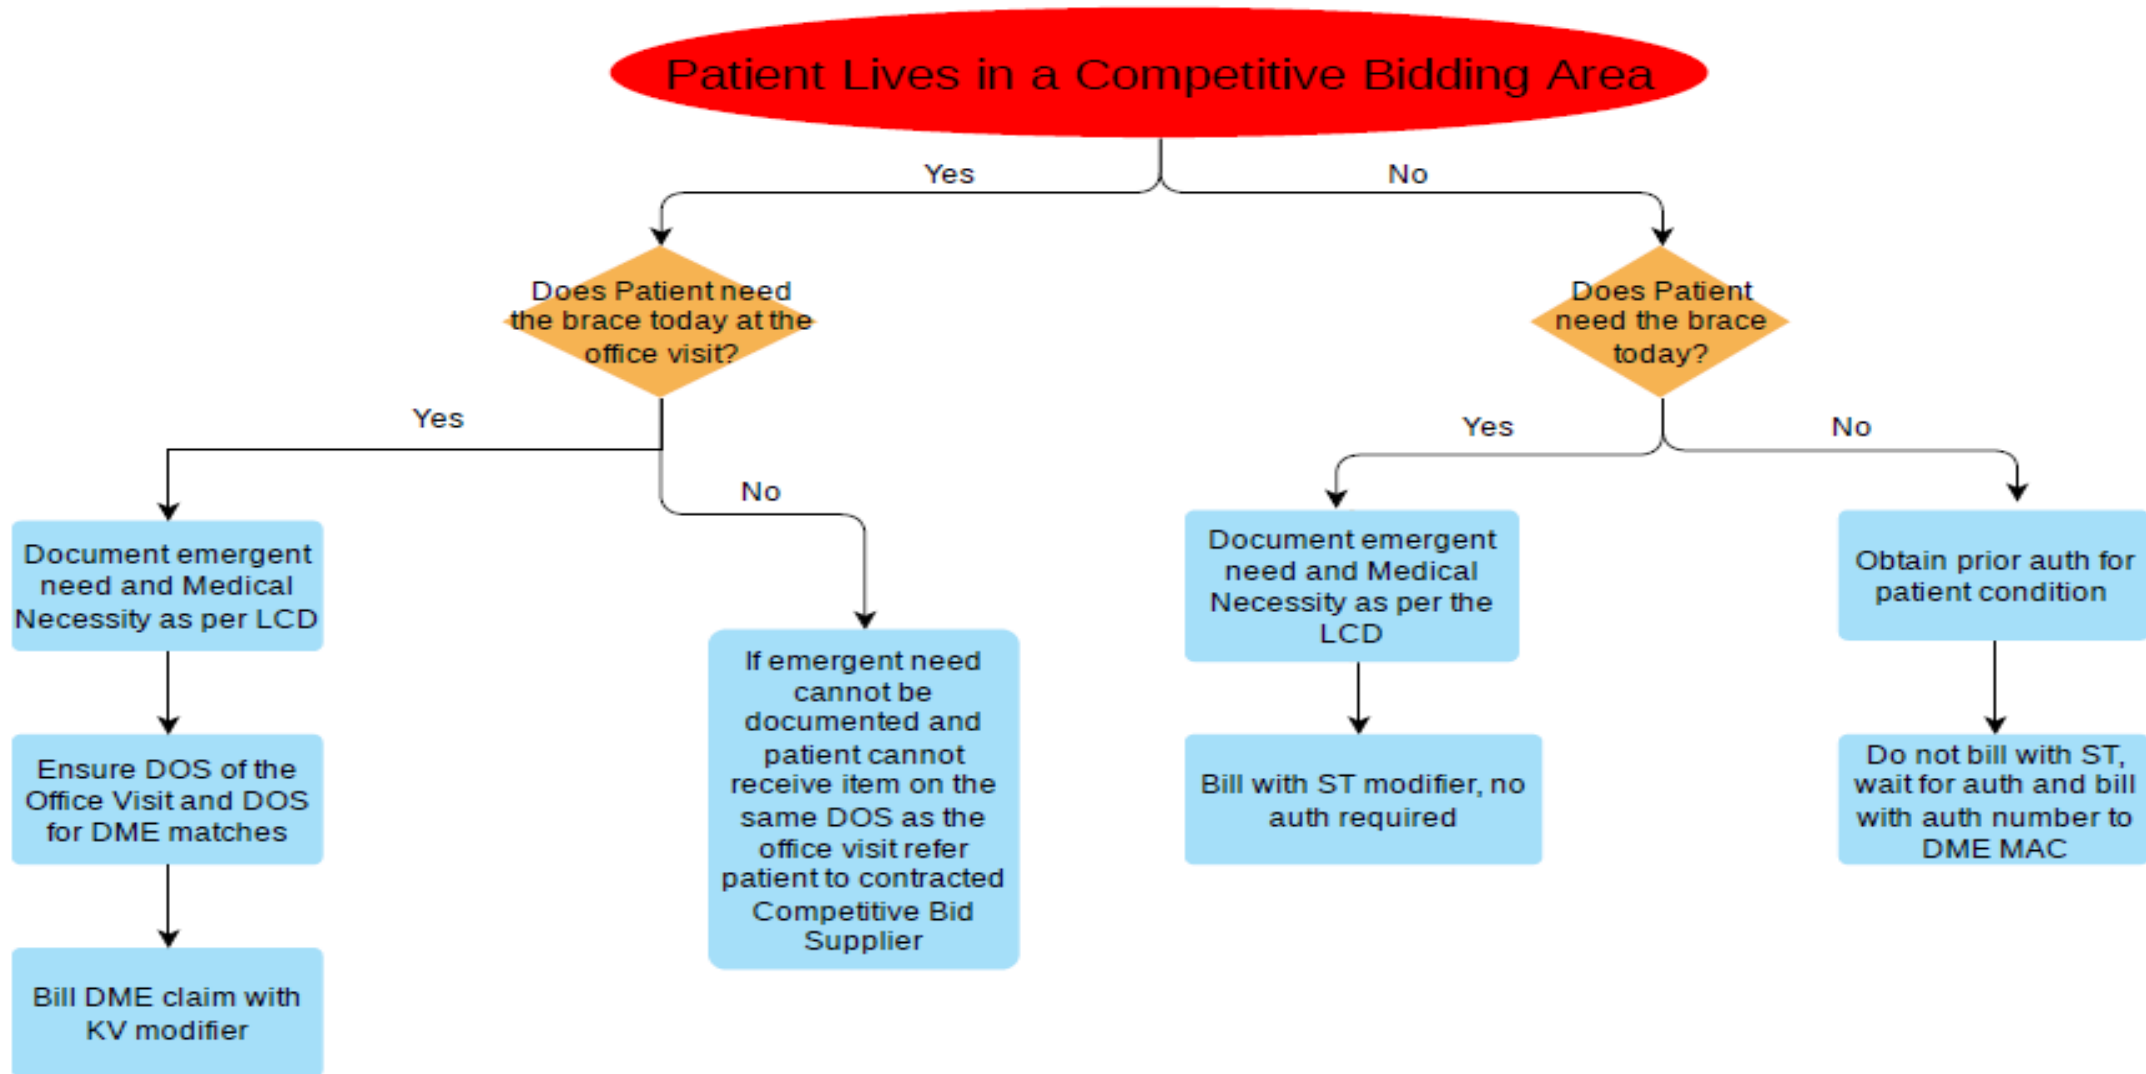 Patient Lives in a Competitive Bidding Area
Yes
No
Does Patient need
the brace today at the
office visit?
Does Patient
need the brace
today?
Yes
No
Yes
No
Document emergent
need and Medical
Necessity as per LCD
Ensure DOS of the
Office Visit and DOS
for DME matches
Bill DME claim with
KV modifier
If emergent need
cannot be
documented and
patient cannot
receive item on the
same DOS as the
office visit refer
patient to contracted
Competitive Bid
Supplier
Document emergent
need and Medical
Necessity as per the
LCD
Bill with ST modifier, no
auth required
Obtain prior auth for
patient condition
Do not bill with ST,
wait for auth and bill
with auth number to
DME MAC